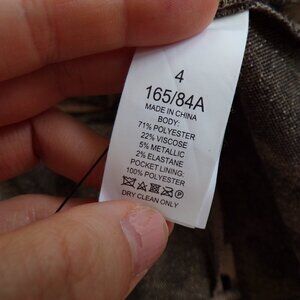 4
165/84A
MADE IN CHINA
BODY:
71% POLYESTER
22% VISCOSE
5% METALLIC
2% ELASTANE
POCKET LINING:
100% POLYESTER
DRY CLEAN ONLY